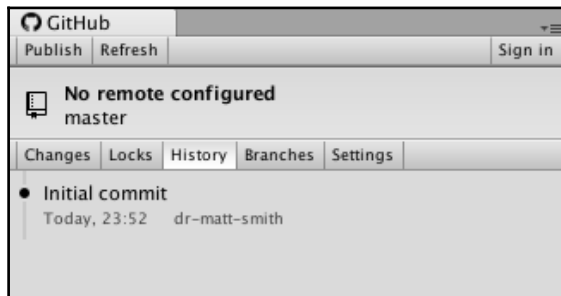 GitHub
Publish Refresh Sign in
No remote configured
master
Changes Locks History Branches Settings
Initial commit
Today, 23:52 dr-matt-smith